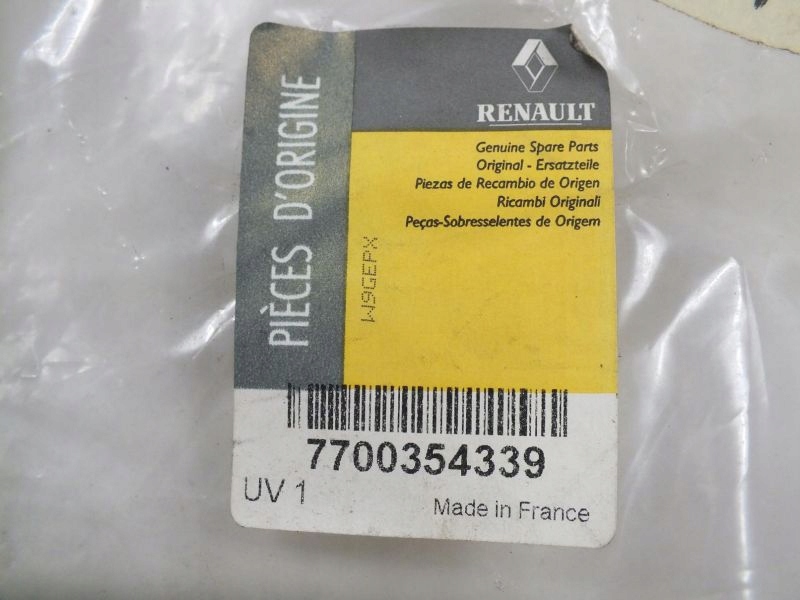 PIÈCES D'ORIGINE
RENAULT
Genuine Spare Parts
Original - Ersatzteile
Piezas de Recambio de Origen
Ricambi Originali
Peças-Sobresselentes de Origem
W9GEPX
7700354339
UV 1
Made in France